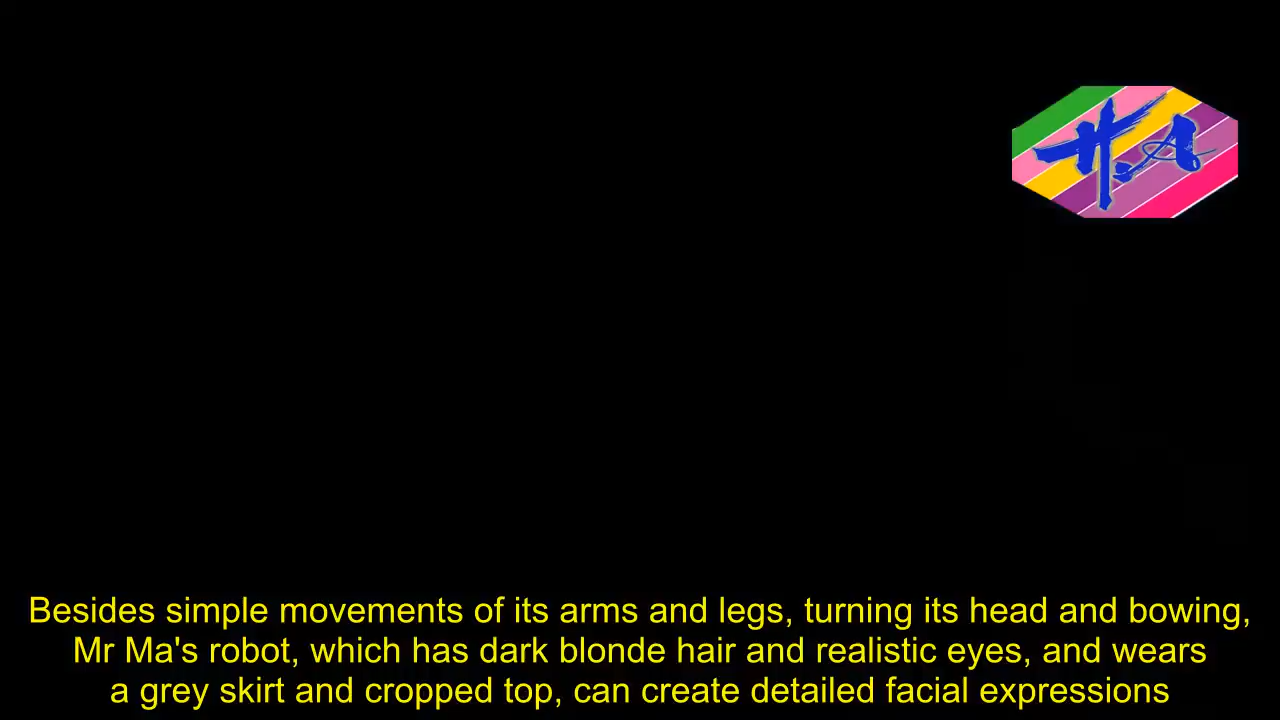 H.A
Besides simple movements of its arms and legs, turning its head and bowing,
Mr Ma's robot, which has dark blonde hair and realistic eyes, and wears
a grey skirt and cropped top, can create detailed facial expressions